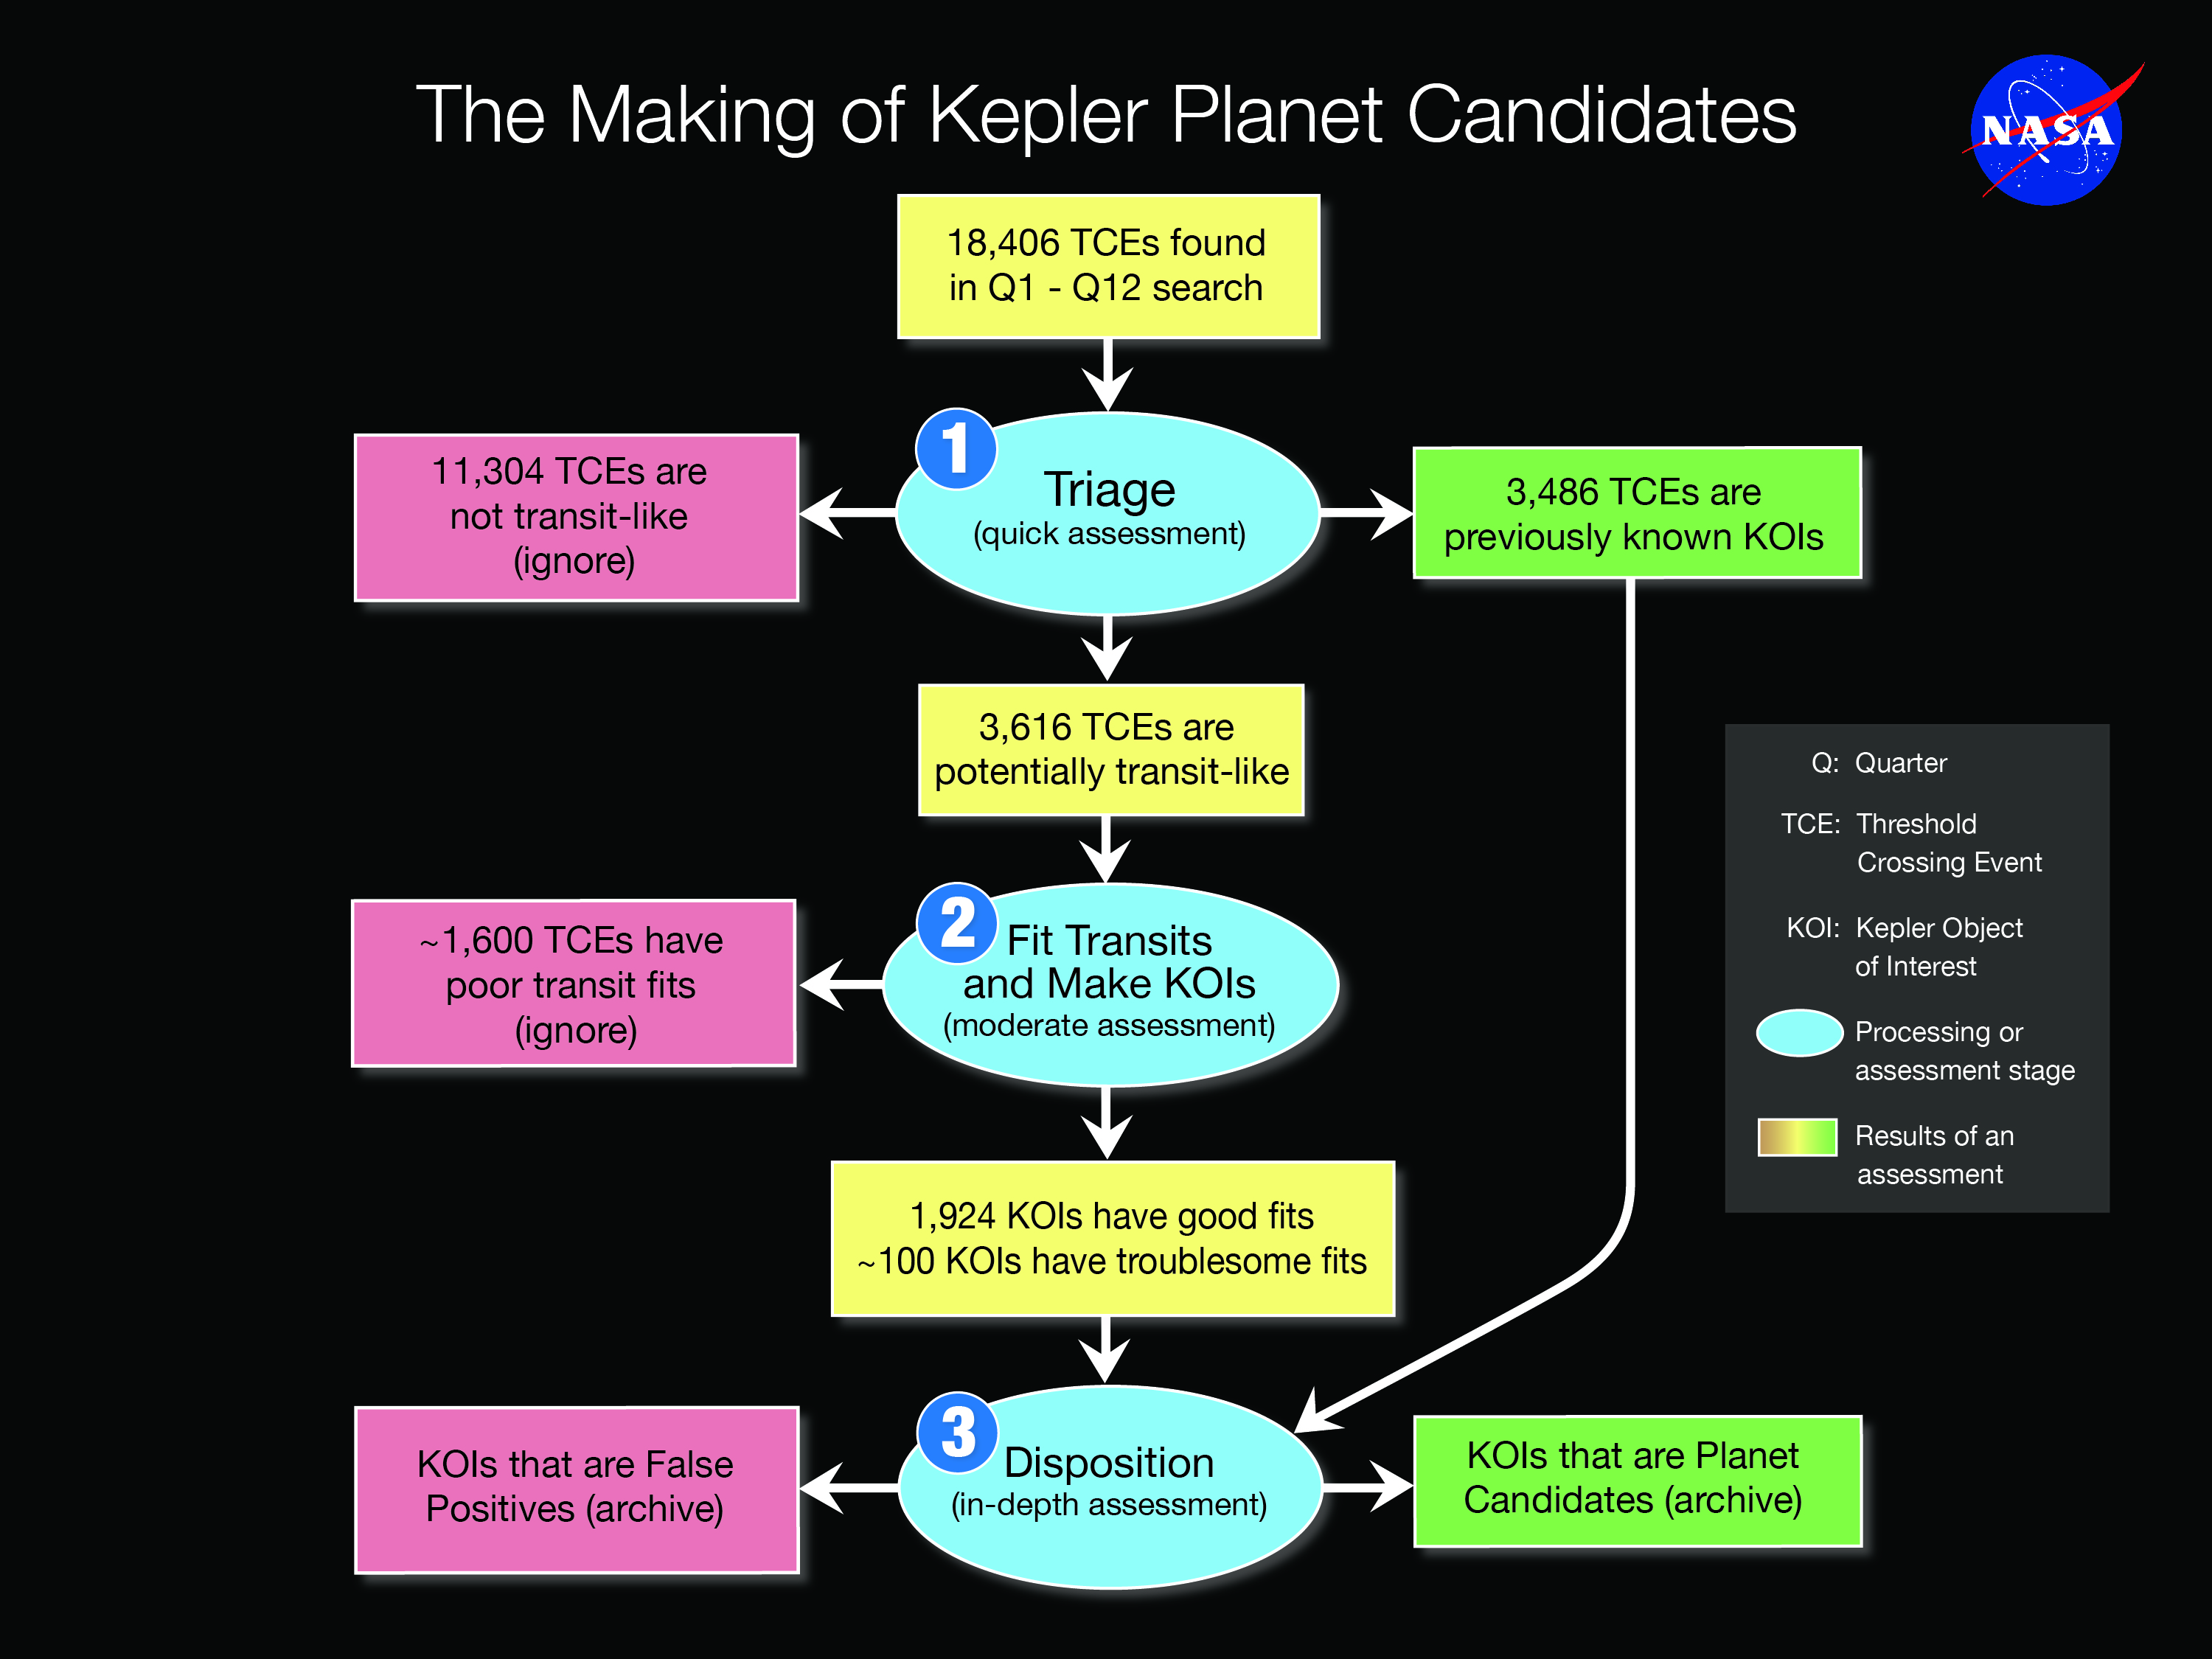 The Making of Kepler Planet Candidates
NASA
18,406 TCEs found
in Q1 - Q12 search
1
Triage
(quick assessment)
11,304 TCEs are
not transit-like
(ignore)
3,486 TCEs are
previously known KOIs
3,616 TCEs are
potentially transit-like
2
Fit Transits
and Make KOIs
(moderate assessment)
~1,600 TCEs have
poor transit fits
(ignore)
1,924 KOIs have good fits
~100 KOIs have troublesome fits
3
Disposition
(in-depth assessment)
KOIs that are False
Positives (archive)
KOIs that are Planet
Candidates (archive)
Q: Quarter
TCE: Threshold
Crossing Event
KOI: Kepler Object
of Interest
Processing or
assessment stage
Results of an
assessment